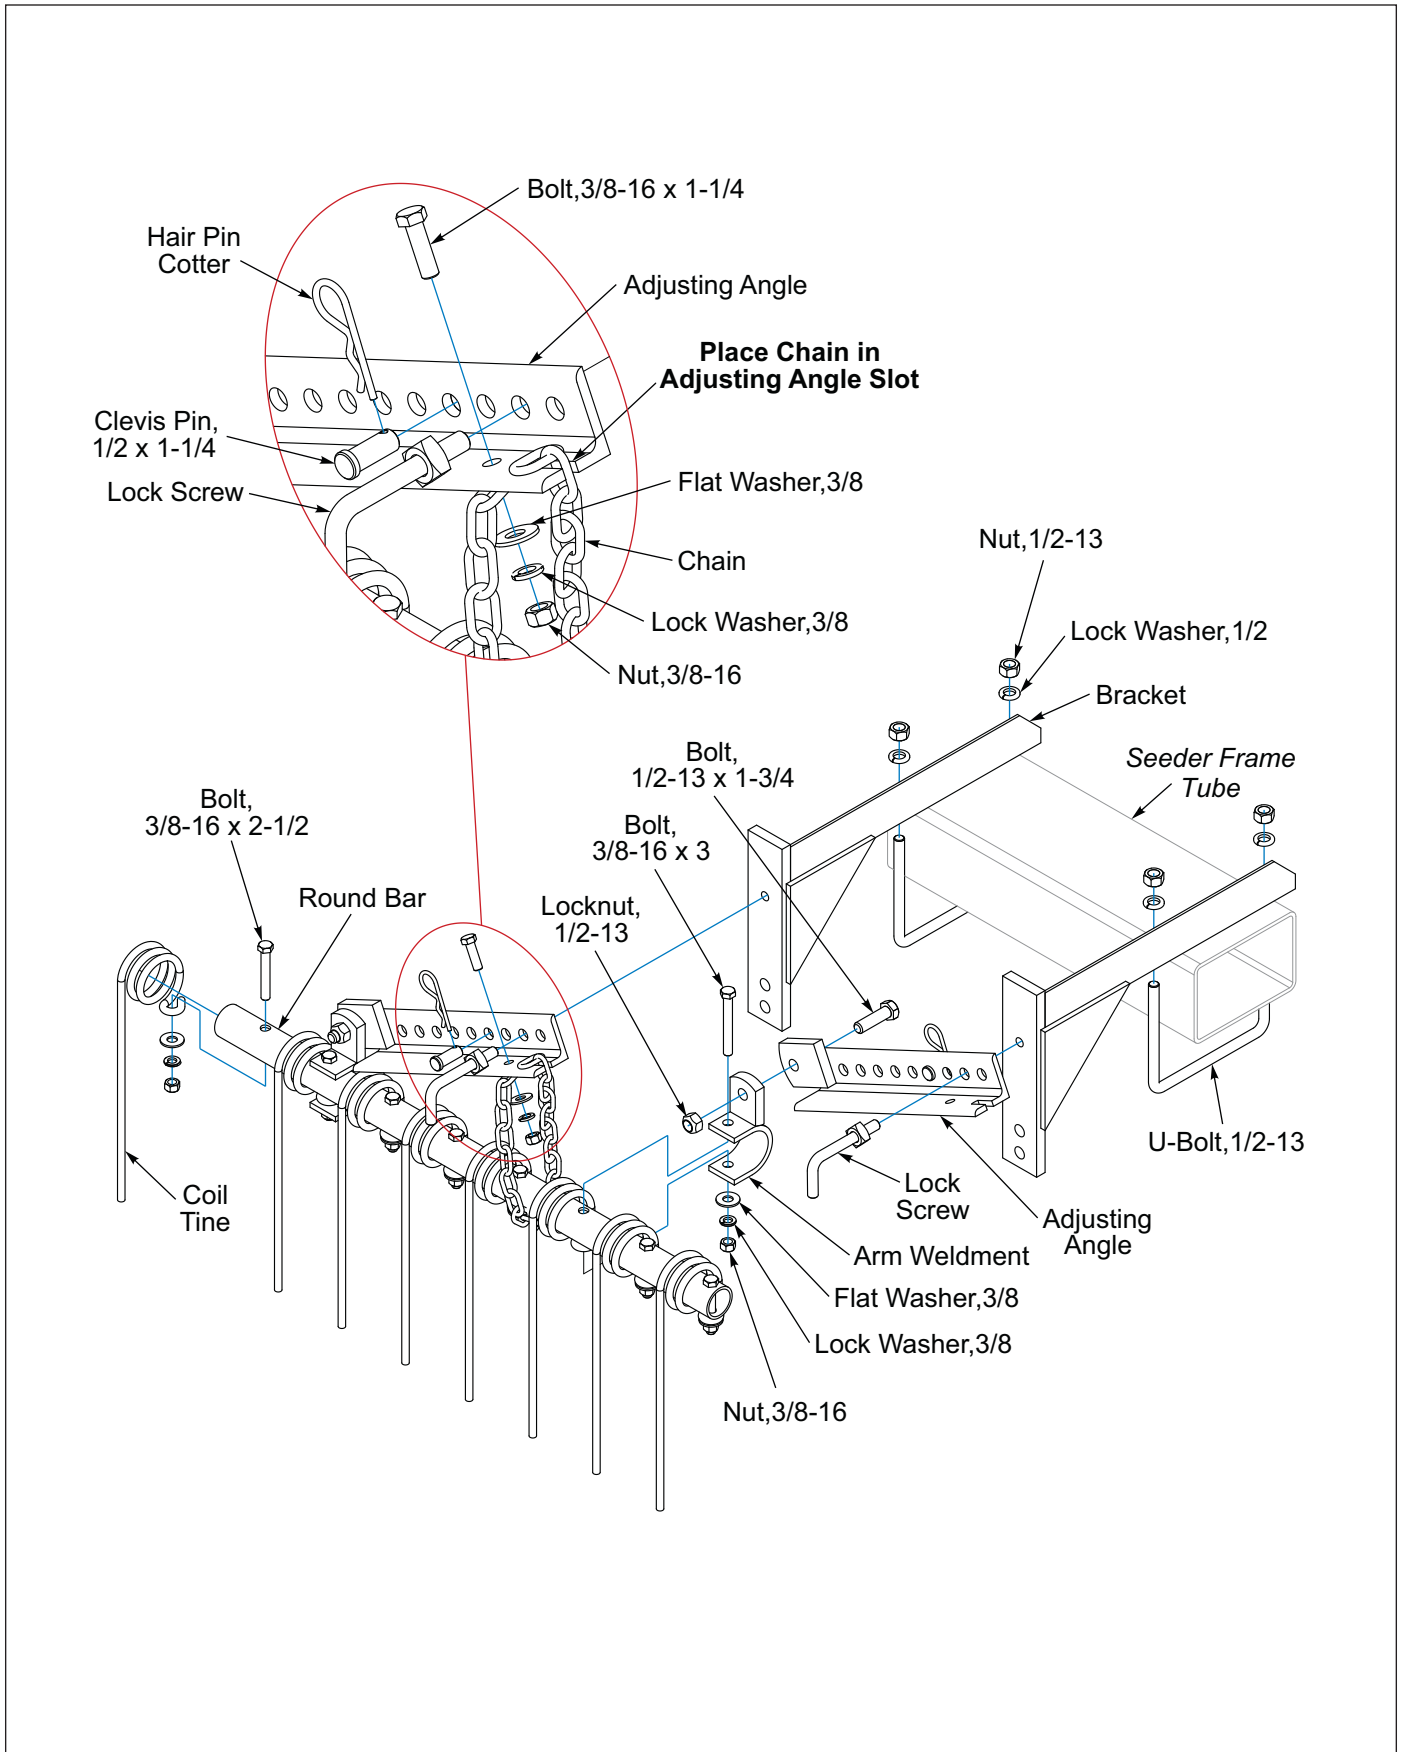 Bolt,3/8-16 x 1-1/4
Hair Pin
Cotter
Adjusting Angle
Place Chain in
Adjusting Angle Slot
Clevis Pin,
1/2 x 1-1/4
Lock Screw
Flat Washer,3/8
Chain
Lock Washer,3/8
Nut,3/8-16
Nut,1/2-13
Lock Washer,1/2
Bracket
Seeder Frame
Tube
Bolt,
1/2-13 x 1-3/4
Bolt,
3/8-16 x 3
Bolt,
3/8-16 x 2-1/2
Round Bar
Locknut,
1/2-13
Coil
Tine
U-Bolt,1/2-13
Lock
Screw
Adjusting
Angle
Arm Weldment
Flat Washer,3/8
Lock Washer,3/8
Nut,3/8-16